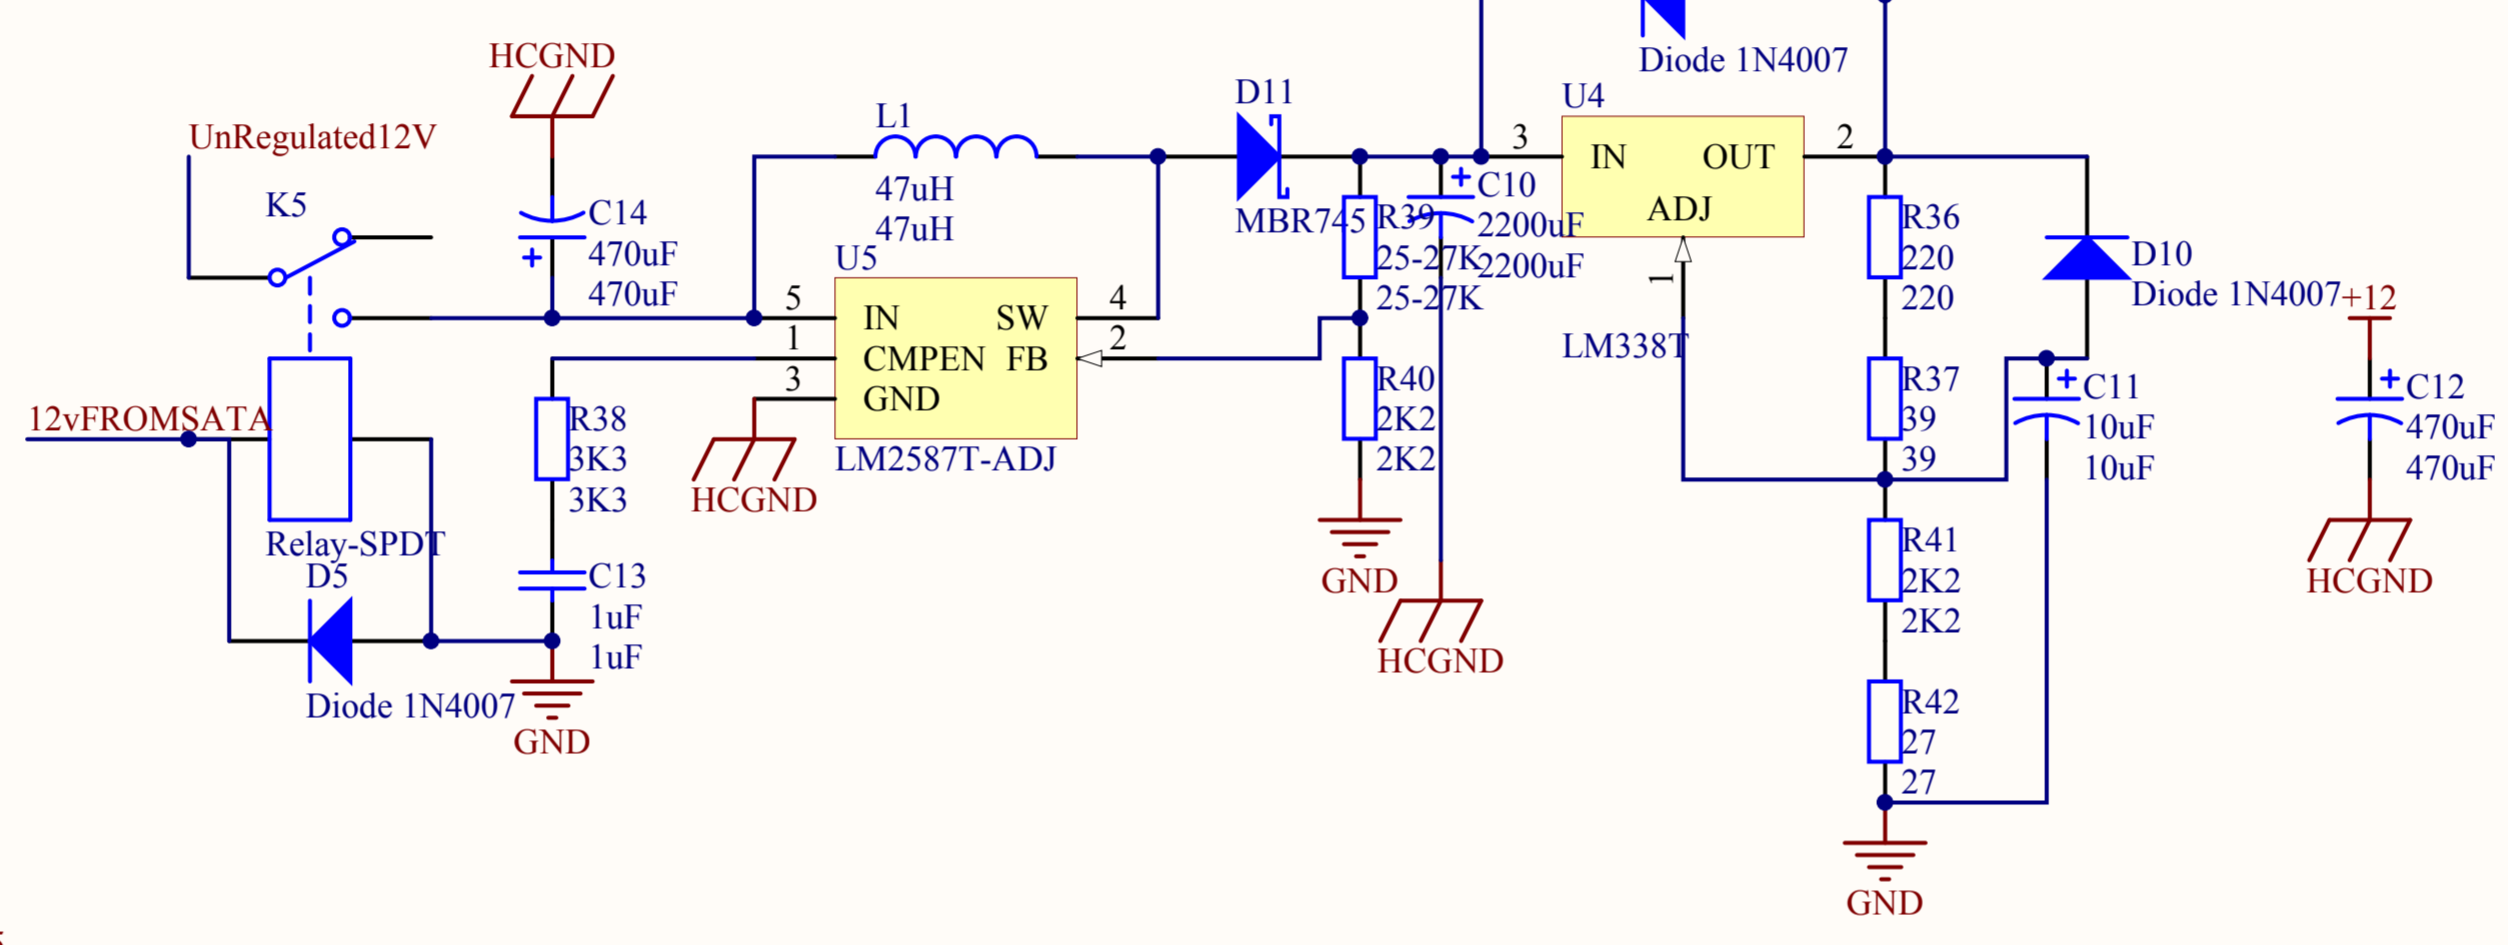 HCGND
UnRegulated12V
K5
C14
470uF
470uF
12vFROMSATA
Relay-SPDT
D5
Diode 1N4007
R38
3K3
3K3
C13
1uF
1uF
GND
L1
47uH
47uH
U5
5
IN
SW
4
1
CMPEN
FB
2
3
GND
LM2587T-ADJ
HCGND
D11
MBR745
R39
25-27K
25-27K
C10
2200uF
2200uF
R40
2K2
2K2
GND
HCGND
Diode 1N4007
U4
3
IN
OUT
2
ADJ
1
LM338T
R36
220
220
R37
39
39
R41
2K2
2K2
R42
27
27
GND
D10
Diode 1N4007
C11
10uF
10uF
+12
C12
470uF
470uF
HCGND